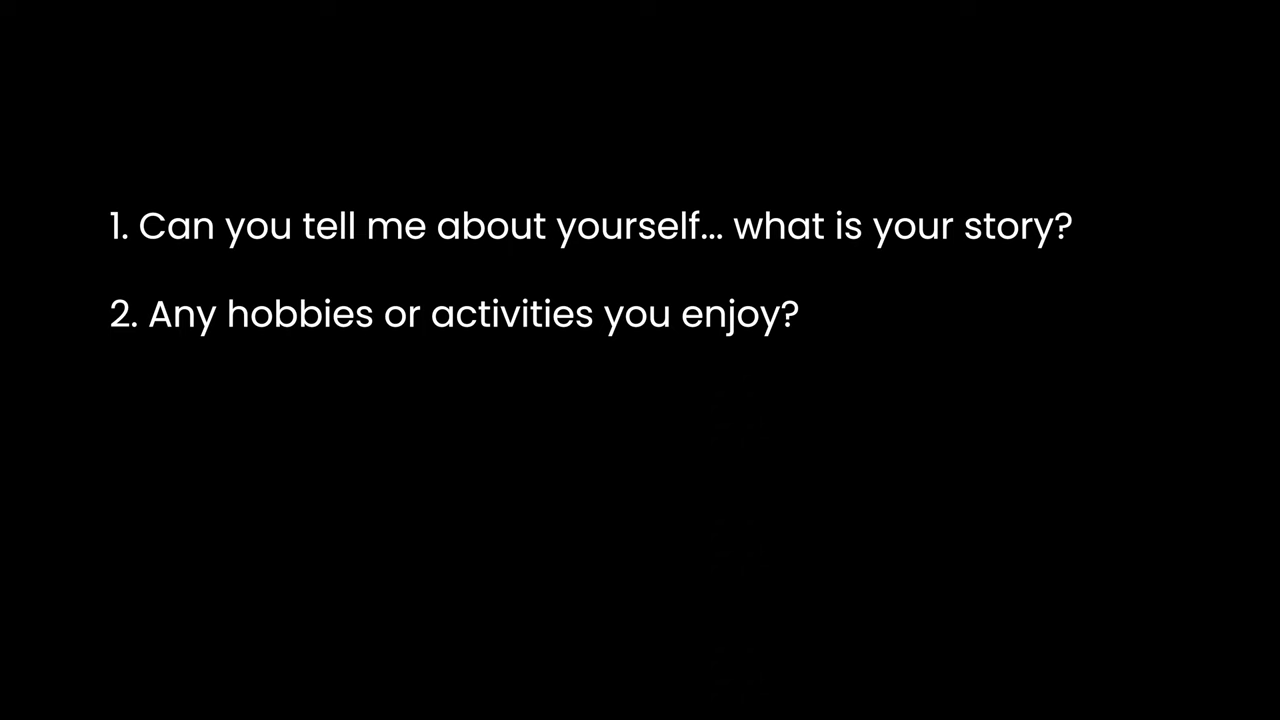 1. Can you tell me about yourself... what is your story?
2. Any hobbies or activities you enjoy?